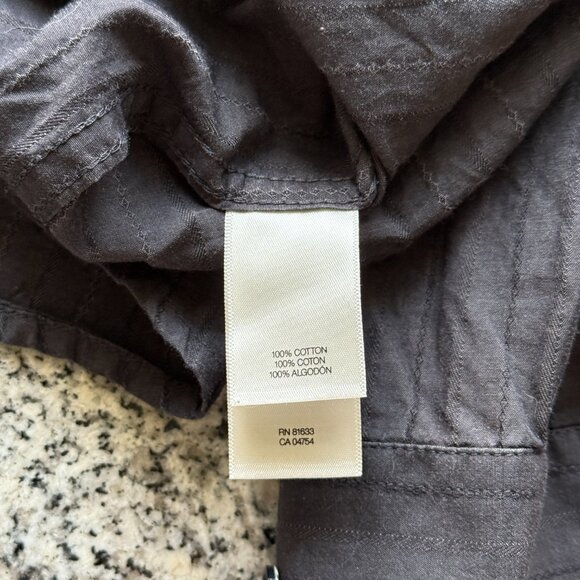 100% COTTON
100% COTON
100% ALGODÓN
RN 81633
CA 04754